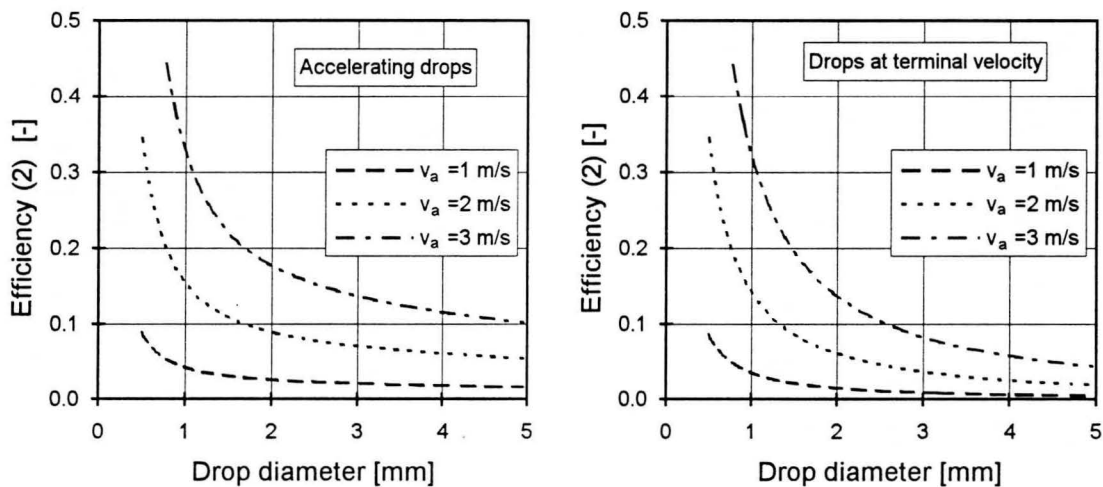 0.5
0.4
0.3
0.2
0.1
0.0
Efficiency (2) [-]
Accelerating drops
v_a =1 m/s
v_a =2 m/s
v_a =3 m/s
0 1 2 3 4 5
Drop diameter [mm]
0.5
0.4
0.3
0.2
0.1
0.0
Efficiency (2) [-]
Drops at terminal velocity
v_a =1 m/s
v_a =2 m/s
v_a =3 m/s
0 1 2 3 4 5
Drop diameter [mm]